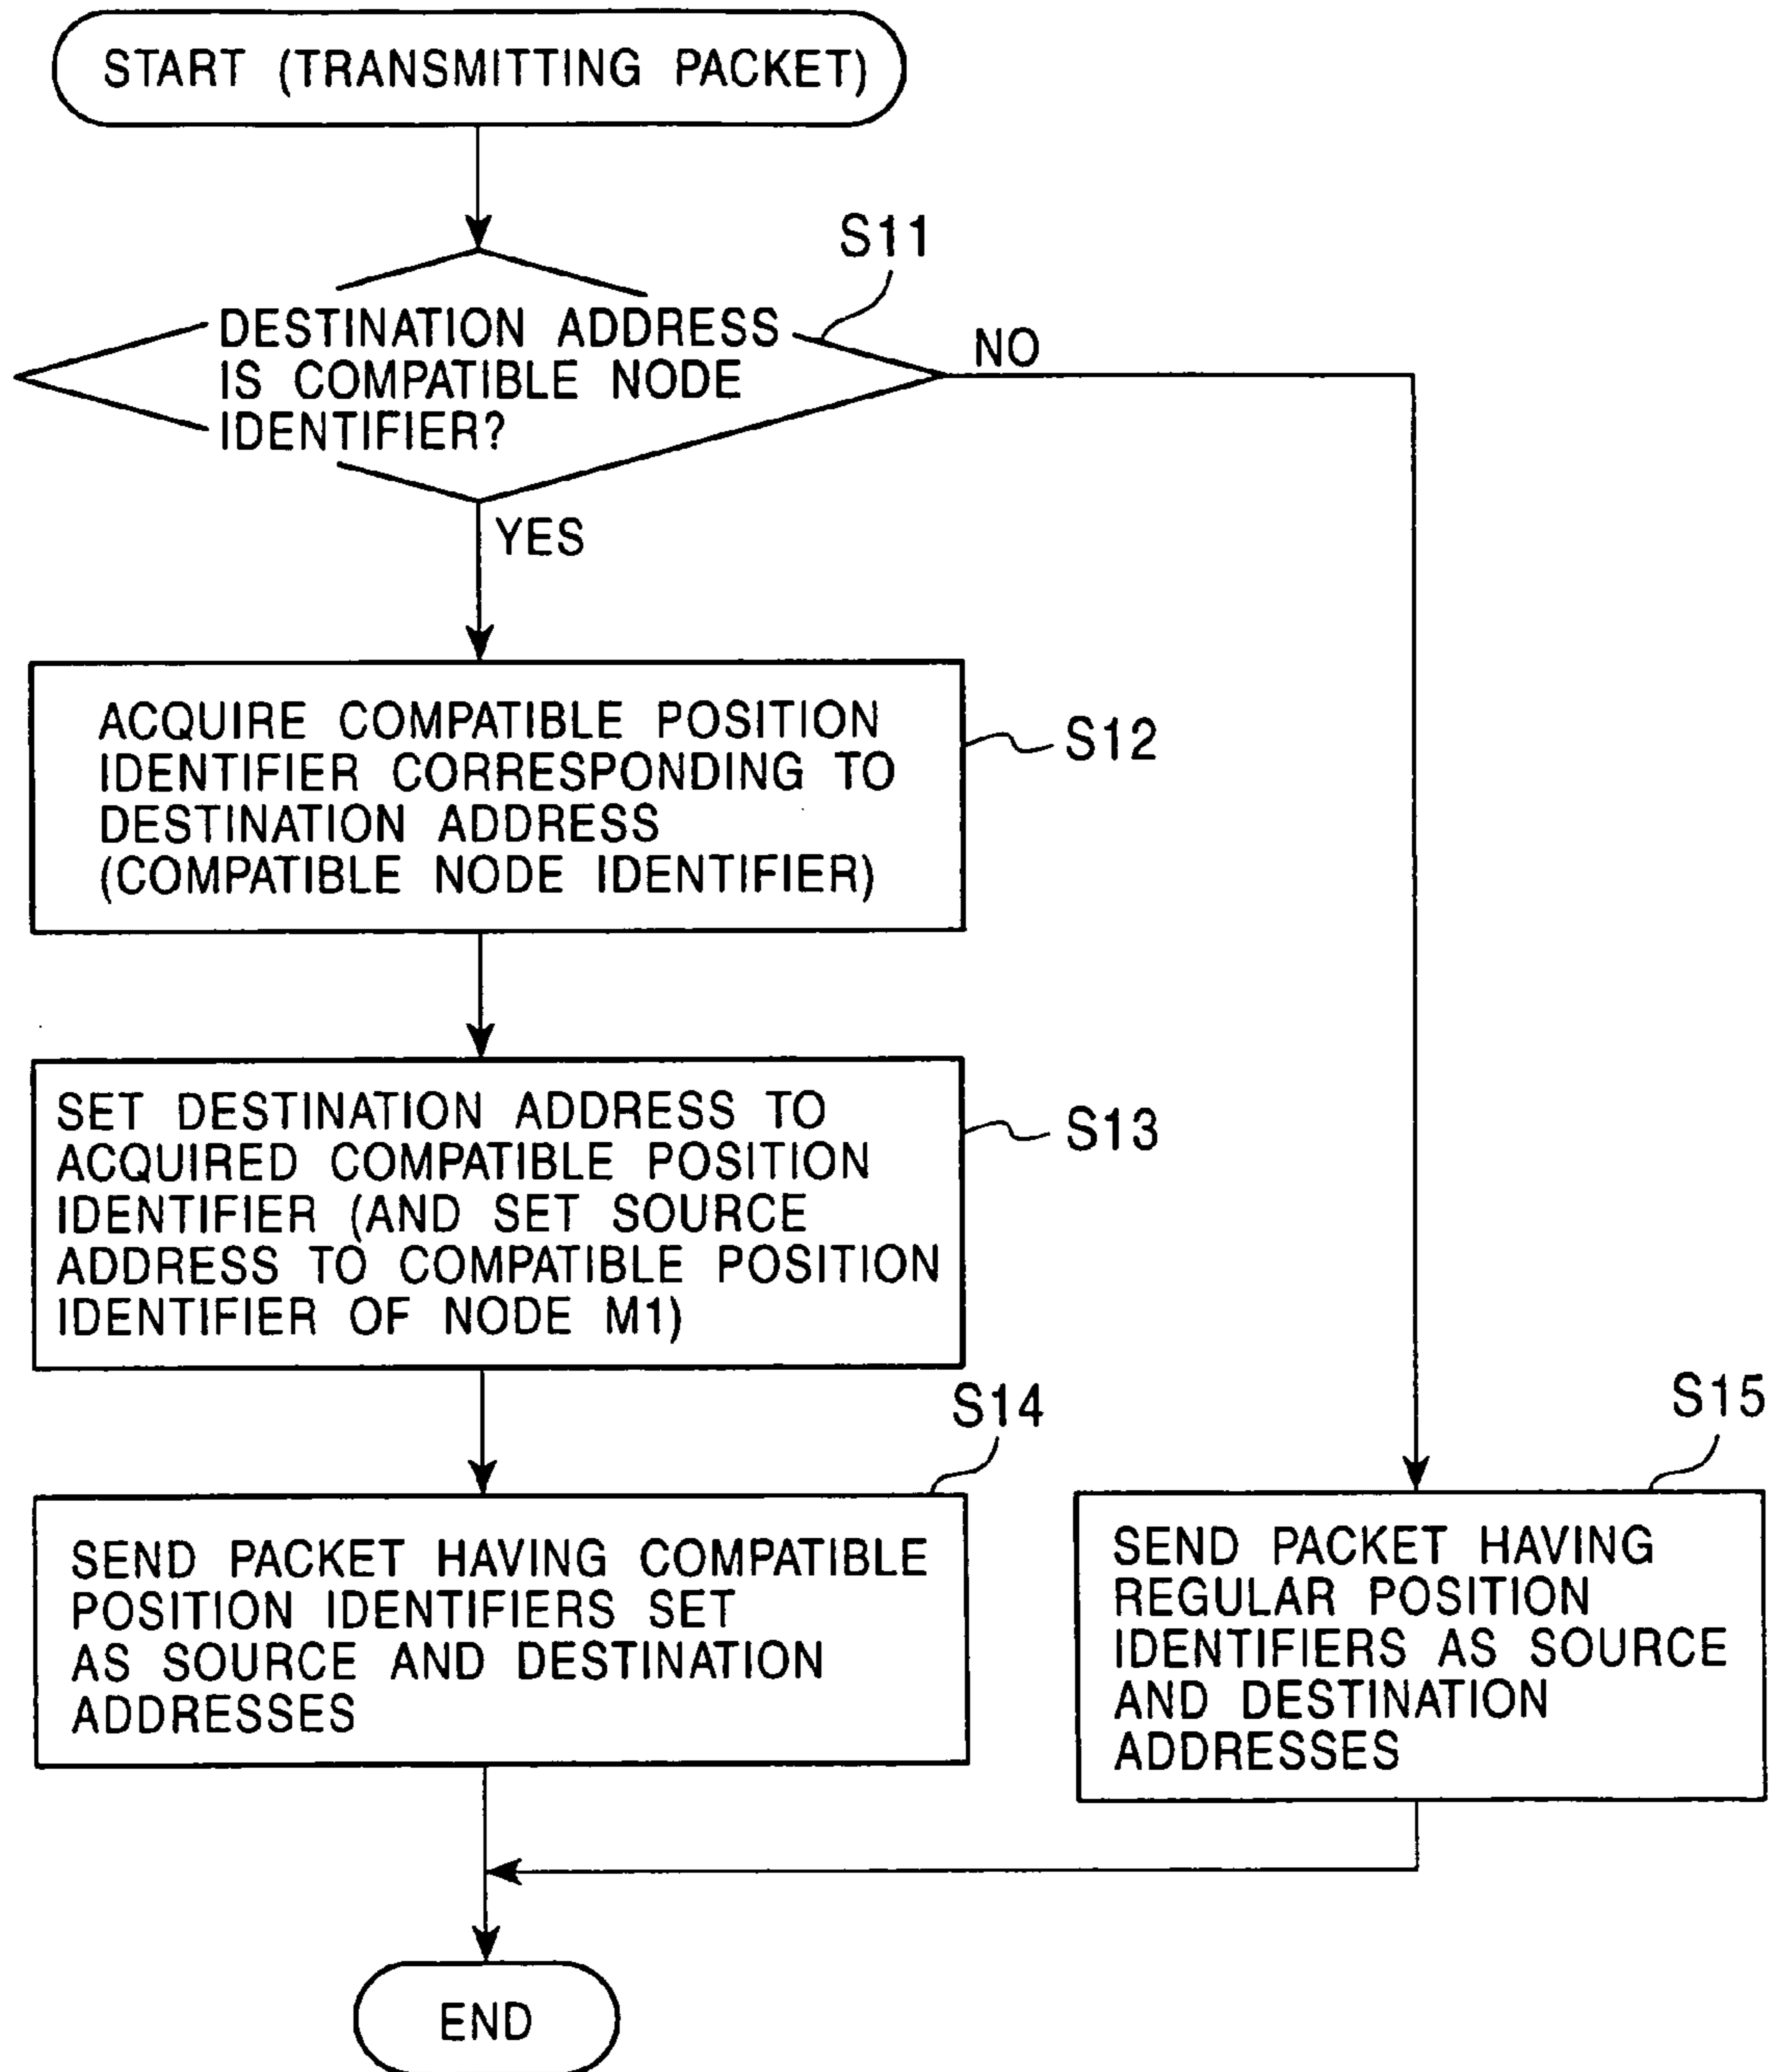 START (TRANSMITTING PACKET)
S11
DESTINATION ADDRESS
IS COMPATIBLE NODE
IDENTIFIER?
NO
YES
ACQUIRE COMPATIBLE POSITION
IDENTIFIER CORRESPONDING TO
DESTINATION ADDRESS
(COMPATIBLE NODE IDENTIFIER)
S12
SET DESTINATION ADDRESS TO
ACQUIRED COMPATIBLE POSITION
IDENTIFIER (AND SET SOURCE
ADDRESS TO COMPATIBLE POSITION
IDENTIFIER OF NODE M1)
S13
S14
SEND PACKET HAVING COMPATIBLE
POSITION IDENTIFIERS SET
AS SOURCE AND DESTINATION
ADDRESSES
S15
SEND PACKET HAVING
REGULAR POSITION
IDENTIFIERS AS SOURCE
AND DESTINATION
ADDRESSES
END